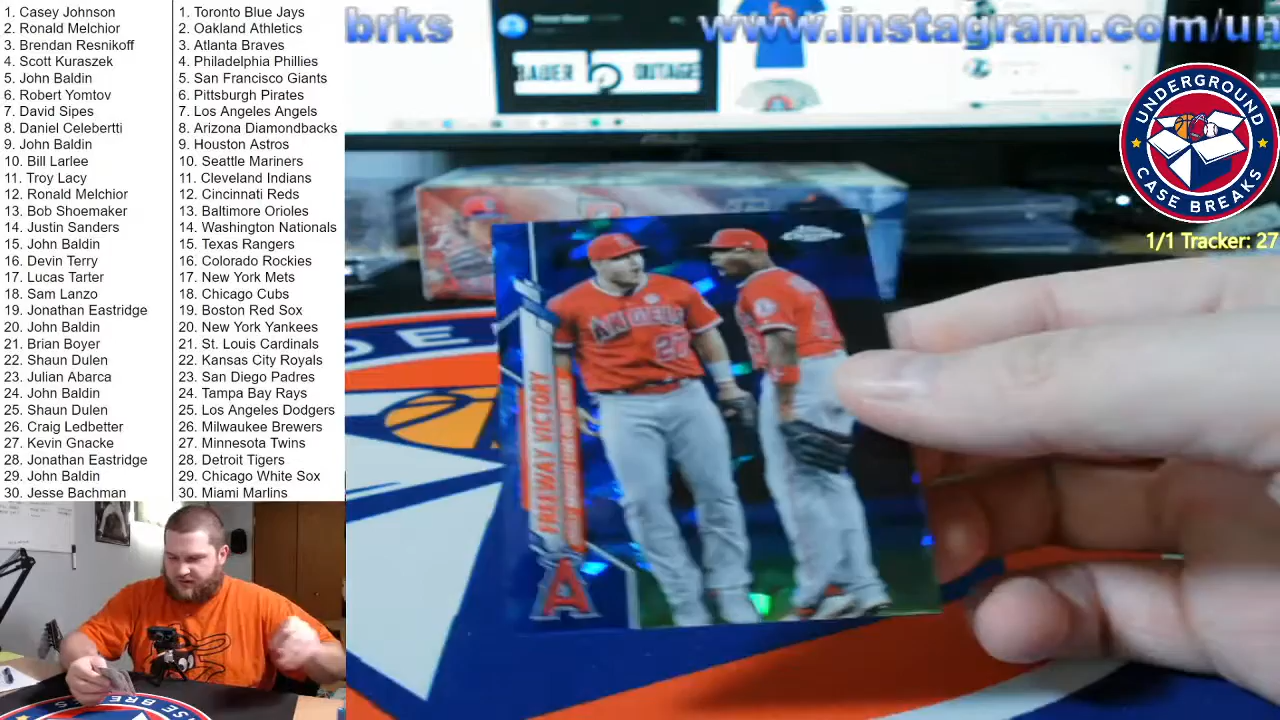 1. Casey Johnson
2. Ronald Melchior
3. Brendan Resnikoff
4. Scott Kuraszek
5. John Baldin
6. Robert Yomtov
7. David Sipes
8. Daniel Celebertti
9. John Baldin
10. Bill Larlee
11. Troy Lacy
12. Ronald Melchior
13. Bob Shoemaker
14. Justin Sanders
15. John Baldin
16. Devin Terry
17. Lucas Tarter
18. Sam Lanzo
19. Jonathan Eastridge
20. John Baldin
21. Brian Boyer
22. Shaun Dulen
23. Julian Abarca
24. John Baldin
25. Shaun Dulen
26. Craig Ledbetter
27. Kevin Gnacke
28. Jonathan Eastridge
29. John Baldin
30. Jesse Bachman
1. Toronto Blue Jays
2. Oakland Athletics
3. Atlanta Braves
4. Philadelphia Phillies
5. San Francisco Giants
6. Pittsburgh Pirates
7. Los Angeles Angels
8. Arizona Diamondbacks
9. Houston Astros
10. Seattle Mariners
11. Cleveland Indians
12. Cincinnati Reds
13. Baltimore Orioles
14. Washington Nationals
15. Texas Rangers
16. Colorado Rockies
17. New York Mets
18. Chicago Cubs
19. Boston Red Sox
20. New York Yankees
21. St. Louis Cardinals
22. Kansas City Royals
23. San Diego Padres
24. Tampa Bay Rays
25. Los Angeles Dodgers
26. Milwaukee Brewers
27. Minnesota Twins
28. Detroit Tigers
29. Chicago White Sox
30. Miami Marlins
brks
www.instagram.com/un
BAUER OUTAGE
UNDERGROUND
CASE BREAKS
1/1 Tracker: 27
ANGELS
27
FREEWAY VICTORY
A